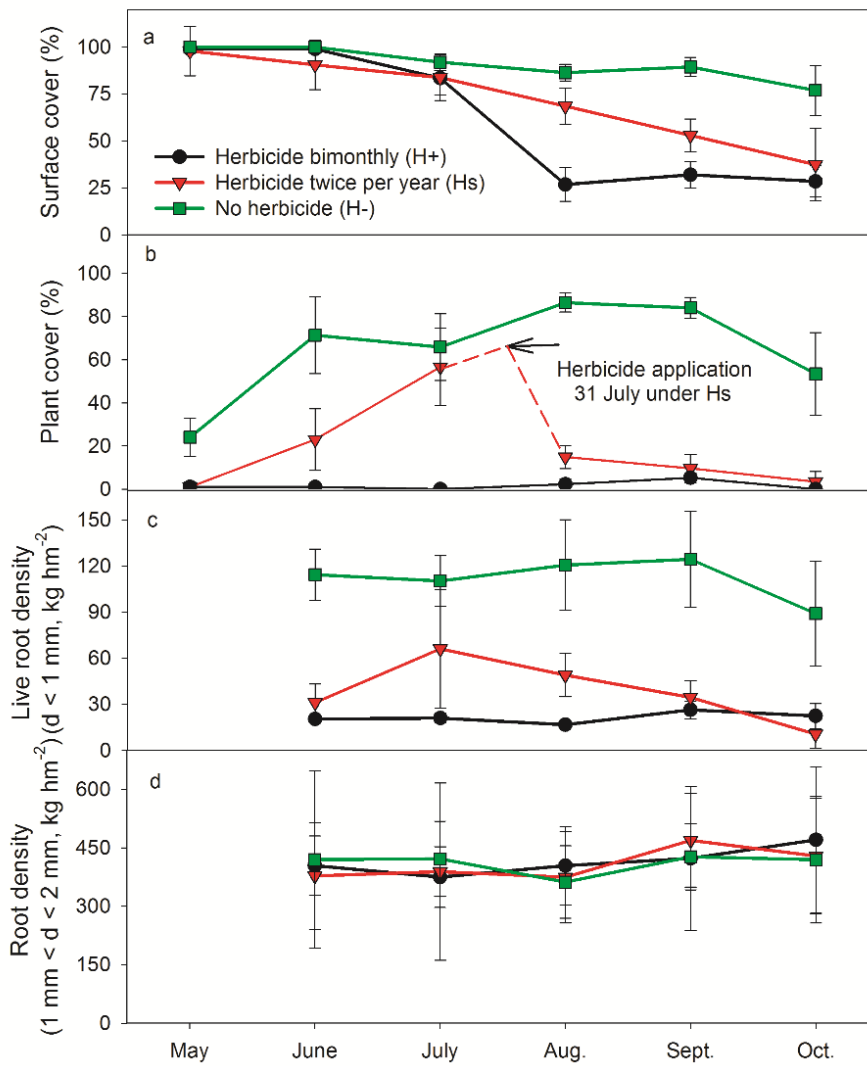 a
Surface cover (%)
100
75
50
25
0
Herbicide bimonthly (H+)
Herbicide twice per year (Hs)
No herbicide (H-)
b
Plant cover (%)
100
80
60
40
20
0
Herbicide application
31 July under Hs
c
Live root density
(d < 1 mm, kg hm⁻²)
150
120
90
60
30
0
d
Root density
(1 mm < d < 2 mm, kg hm⁻²)
600
450
300
150
0
May June July Aug. Sept. Oct.